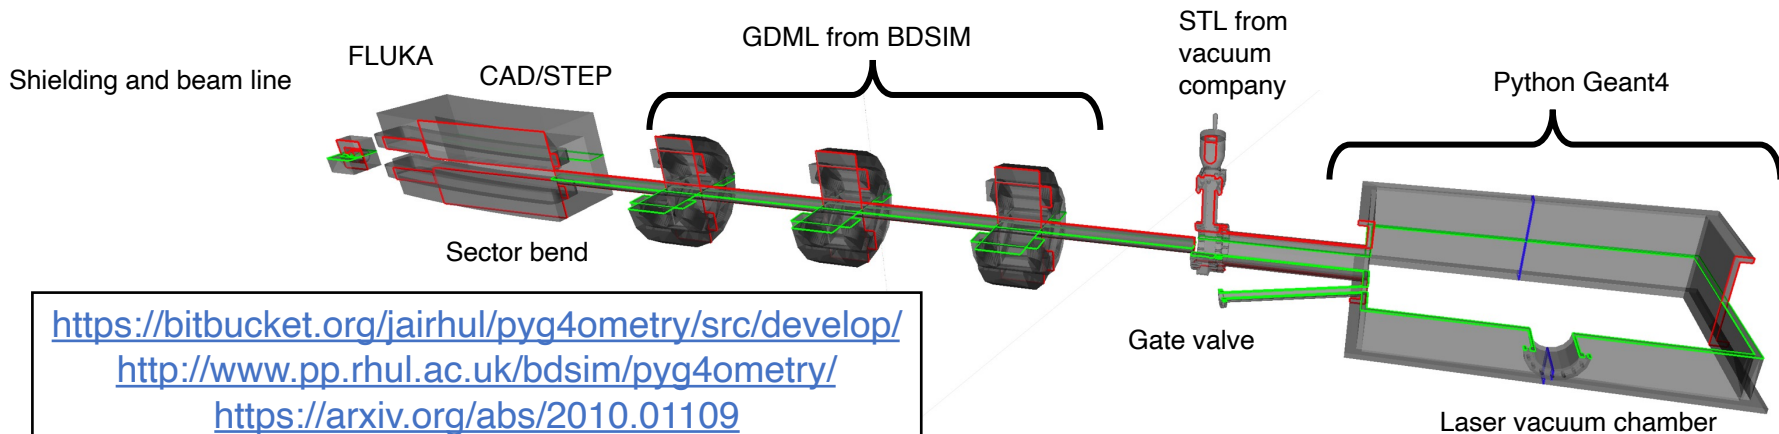 Shielding and beam line
FLUKA
CAD/STEP
GDML from BDSIM
STL from
vacuum
company
Python Geant4
Sector bend
Gate valve
Laser vacuum chamber
https://bitbucket.org/jairhul/pyg4ometry/src/develop/
http://www.pp.rhul.ac.uk/bdsim/pyg4ometry/
https://arxiv.org/abs/2010.01109